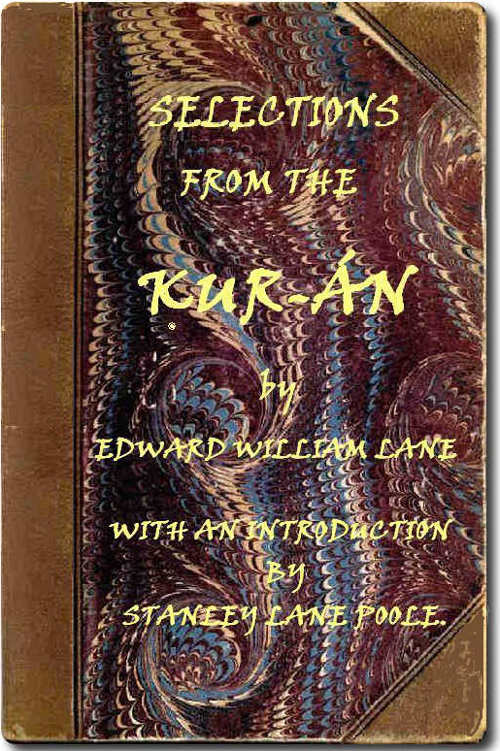 SELECTIONS
FROM THE
KUR-ÁN
by
EDWARD WILLIAM LANE
WITH AN INTRODUCTION
BY
STANLEY LANE POOLE.